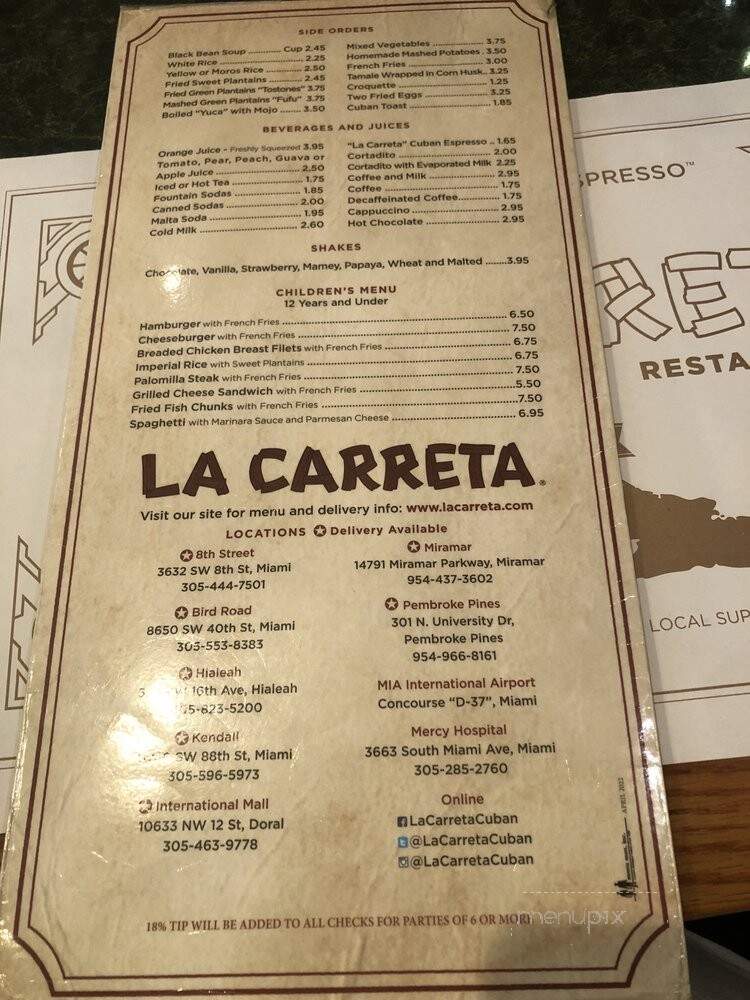 SIDE ORDERS
Black Bean Soup ............ Cup 2.45
White Rice ............ 2.25
Yellow or Moros Rice ............ 2.50
Fried Sweet Plantains ............ 2.45
Fried Green Plantains "Tostones" 3.75
Mashed Green Plantains "Fufu" 3.75
Boiled "Yuca" with Mojo ........ 3.50
Mixed Vegetables ............ 3.75
Homemade Mashed Potatoes . 3.50
French Fries ............ 3.00
Tamale Wrapped in Corn Husk.. 3.25
Croquette ............ 1.25
Two Fried Eggs ............ 3.25
Cuban Toast ............ 1.85
BEVERAGES AND JUICES
Orange Juice - Freshly Squeezed 3.95
Tomato, Pear, Peach, Guava or
Apple Juice ............ 2.50
Iced or Hot Tea ............ 1.75
Fountain Sodas ............ 1.85
Canned Sodas ............ 2.00
Malta Soda ............ 1.95
Cold Milk ............ 2.60
"La Carreta" Cuban Espresso .. 1.65
Cortadito ............ 2.00
Cortadito with Evaporated Milk 2.25
Coffee and Milk ............ 2.95
Coffee ............ 1.75
Decaffeinated Coffee............ 1.75
Cappuccino ............ 2.95
Hot Chocolate ............ 2.95
SHAKES
Vanilla, Strawberry, Mamey, Papaya, Wheat and Malted .......3.95
CHILDREN'S MENU
12 Years and Under
Hamburger with French Fries ............ 6.50
Cheeseburger with French Fries ............ 7.50
Breaded Chicken Breast Filets with French Fries ............ 6.75
Imperial Rice with Sweet Plantains ............ 6.75
Palomilla Steak with French Fries ............ 7.50
Grilled Cheese Sandwich with French Fries ............ 5.50
Fried Fish Chunks with French Fries ............ 7.50
Spaghetti with Marinara Sauce and Parmesan Cheese ............ 6.95
LA CARRETA®
Visit our site for menu and delivery info: www.lacarreta.com
LOCATIONS ✪ Delivery Available
✪ 8th Street
3632 SW 8th St, Miami
305-444-7501
✪ Bird Road
8650 SW 40th St, Miami
305-553-8383
✪ Hialeah
16th Ave, Hialeah
5-823-5200
✪ Kendall
SW 88th St, Miami
305-596-5973
✪ International Mall
10633 NW 12 St, Doral
305-463-9778
✪ Miramar
14791 Miramar Parkway, Miramar
954-437-3602
✪ Pembroke Pines
301 N. University Dr,
Pembroke Pines
954-966-8161
MIA International Airport
Concourse "D-37", Miami
Mercy Hospital
3663 South Miami Ave, Miami
305-285-2760
Online
LaCarretaCuban
@LaCarretaCuban
@LaCarretaCuban
APRIL 2022
18% TIP WILL BE ADDED TO ALL CHECKS FOR PARTIES OF 6 OR MORE
menupix
SPRESSO™
RET
RESTA
LOCAL SUP